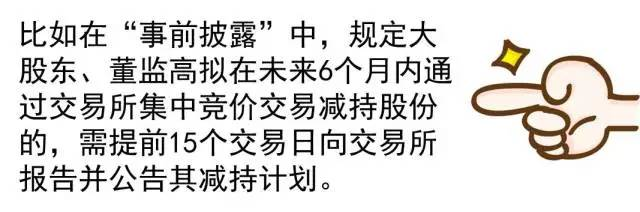 比如在“事前披露”中，规定大
股东、董监高拟在未来6个月内通
过交易所集中竞价交易减持股份
的，需提前15个交易日向交易所
报告并公告其减持计划。